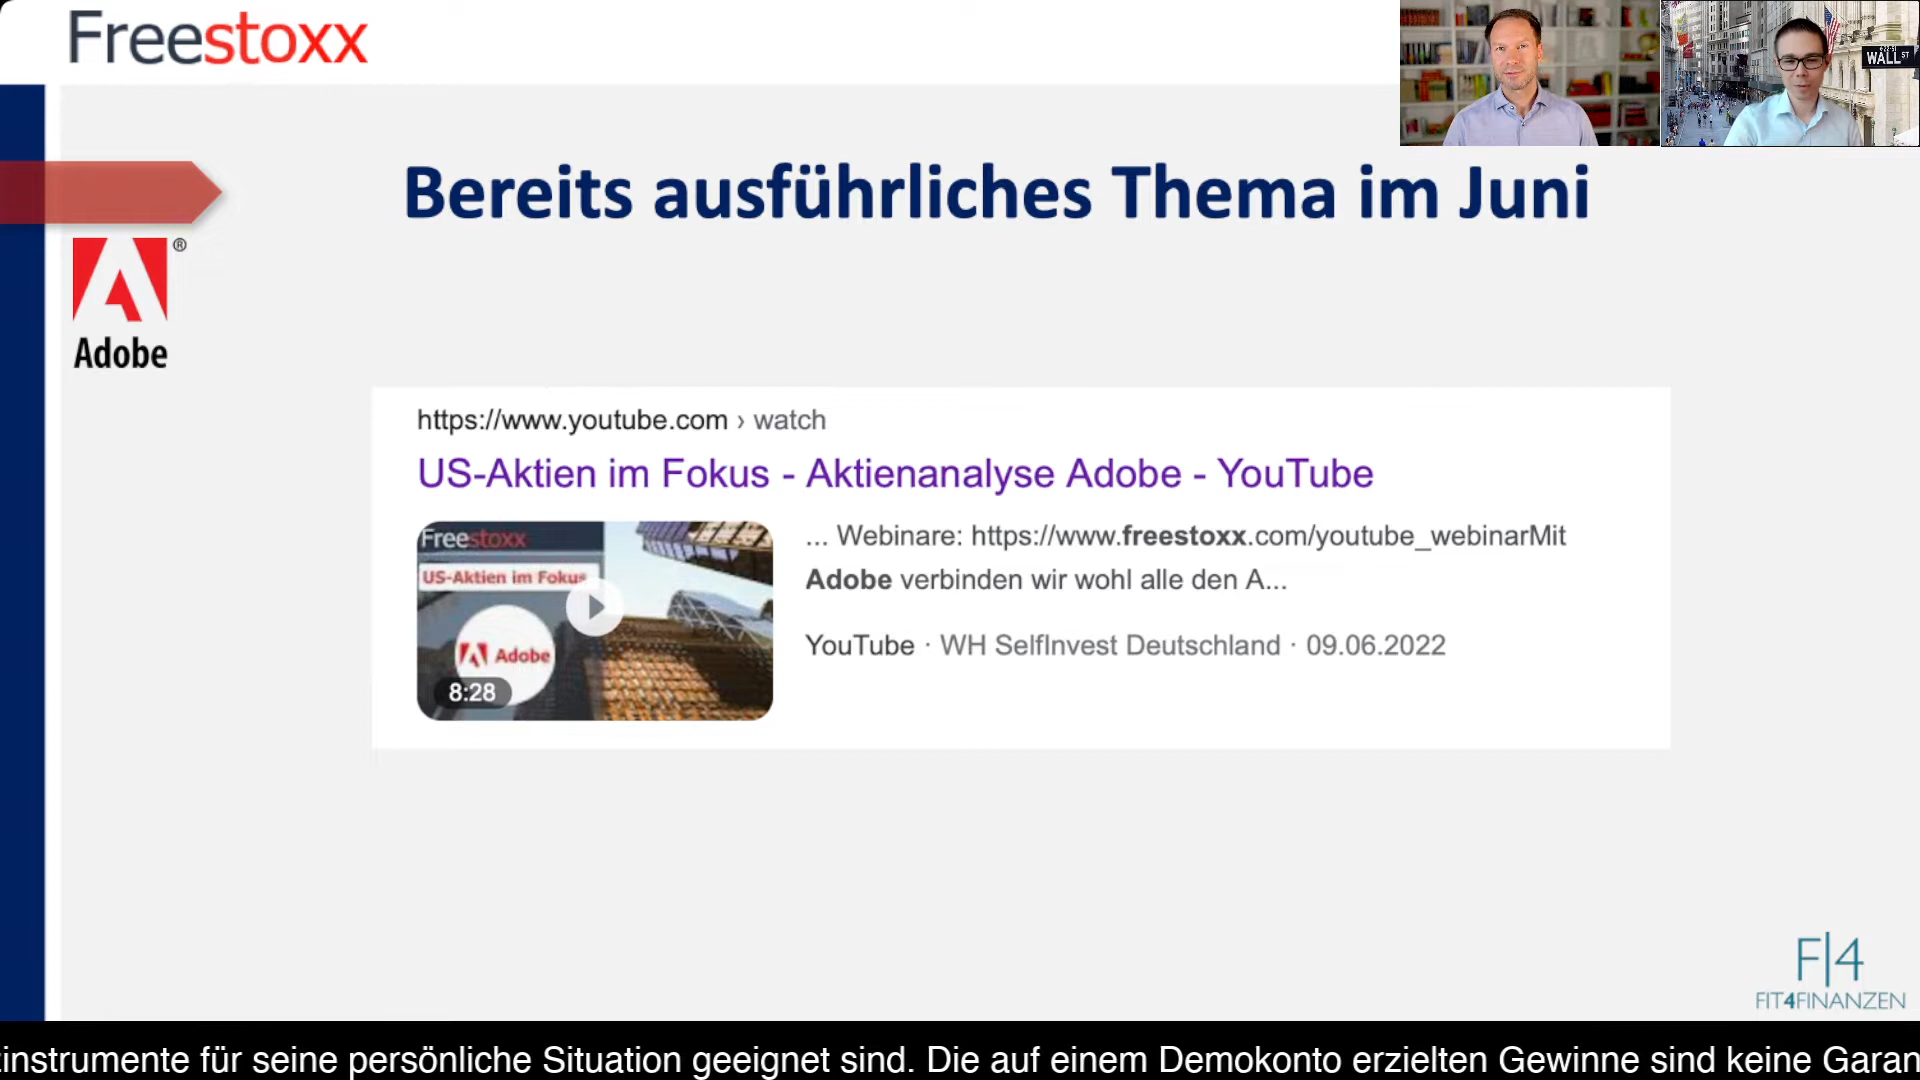 Freestoxx
WALL ST
Bereits ausführliches Thema im Juni
®
Adobe
https://www.youtube.com › watch
US-Aktien im Fokus - Aktienanalyse Adobe - YouTube
Freestoxx
US-Aktien im Fokus
Adobe
8:28
... Webinare: https://www.freestoxx.com/youtube_webinarMit
Adobe verbinden wir wohl alle den A...
YouTube · WH SelfInvest Deutschland · 09.06.2022
F|4
FIT4FINANZEN
instrumente für seine persönliche Situation geeignet sind. Die auf einem Demokonto erzielten Gewinne sind keine Garan